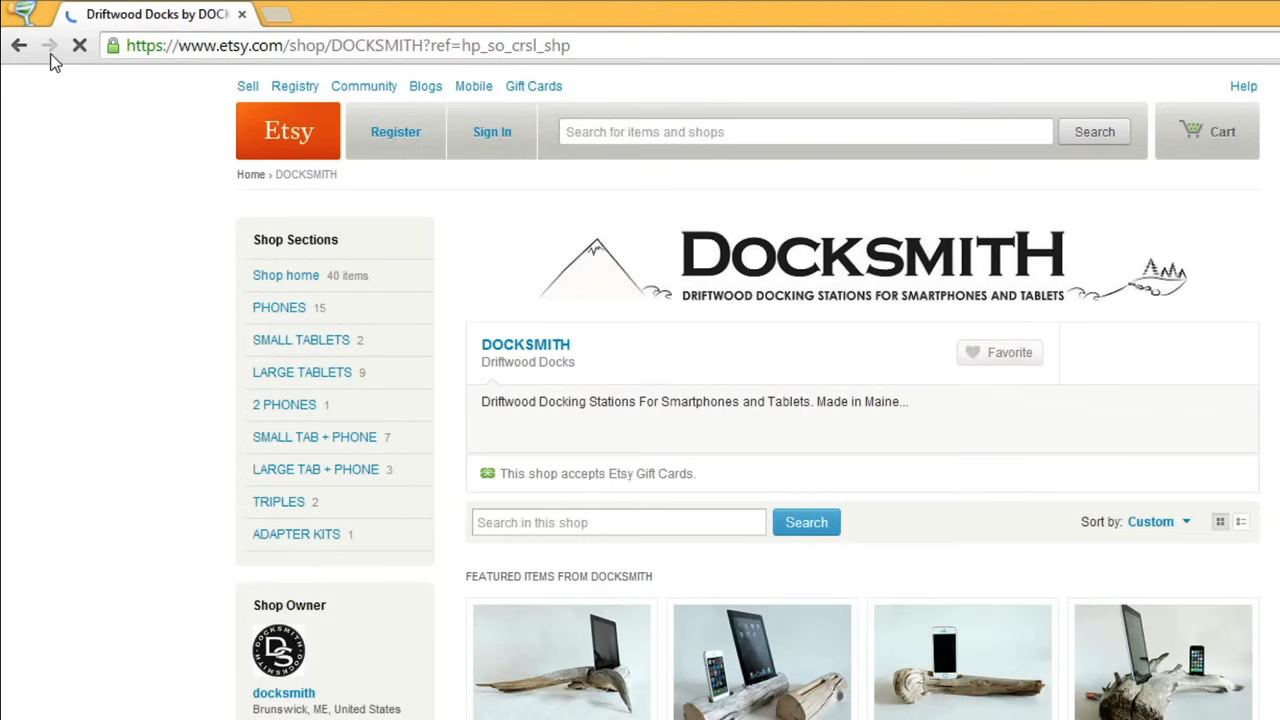 Driftwood Docks by DOC
https://www.etsy.com/shop/DOCKSMITH?ref=hp_so_crsl_shp
Sell Registry Community Blogs Mobile Gift Cards Help
Etsy Register Sign In Search for items and shops Search Cart
Home › DOCKSMITH
Shop Sections
Shop home 40 items
PHONES 15
SMALL TABLETS 2
LARGE TABLETS 9
2 PHONES 1
SMALL TAB + PHONE 7
LARGE TAB + PHONE 3
TRIPLES 2
ADAPTER KITS 1
Shop Owner
DOCKSMITH
DS
docksmith
Brunswick, ME, United States
DOCKSMITH
DRIFTWOOD DOCKING STATIONS FOR SMARTPHONES AND TABLETS
DOCKSMITH
Driftwood Docks
Favorite
Driftwood Docking Stations For Smartphones and Tablets. Made in Maine...
This shop accepts Etsy Gift Cards.
Search in this shop Search Sort by: Custom
FEATURED ITEMS FROM DOCKSMITH